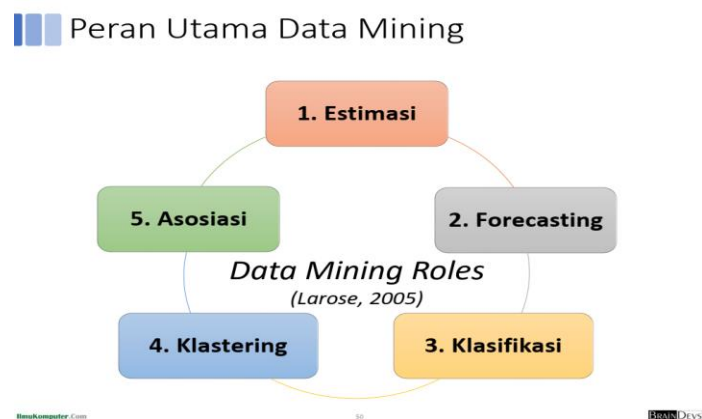 Peran Utama Data Mining
1. Estimasi
2. Forecasting
3. Klasifikasi
4. Klastering
5. Asosiasi
Data Mining Roles
(Larose, 2005)
IlmuKomputer.Com
50
BRAINDEVS